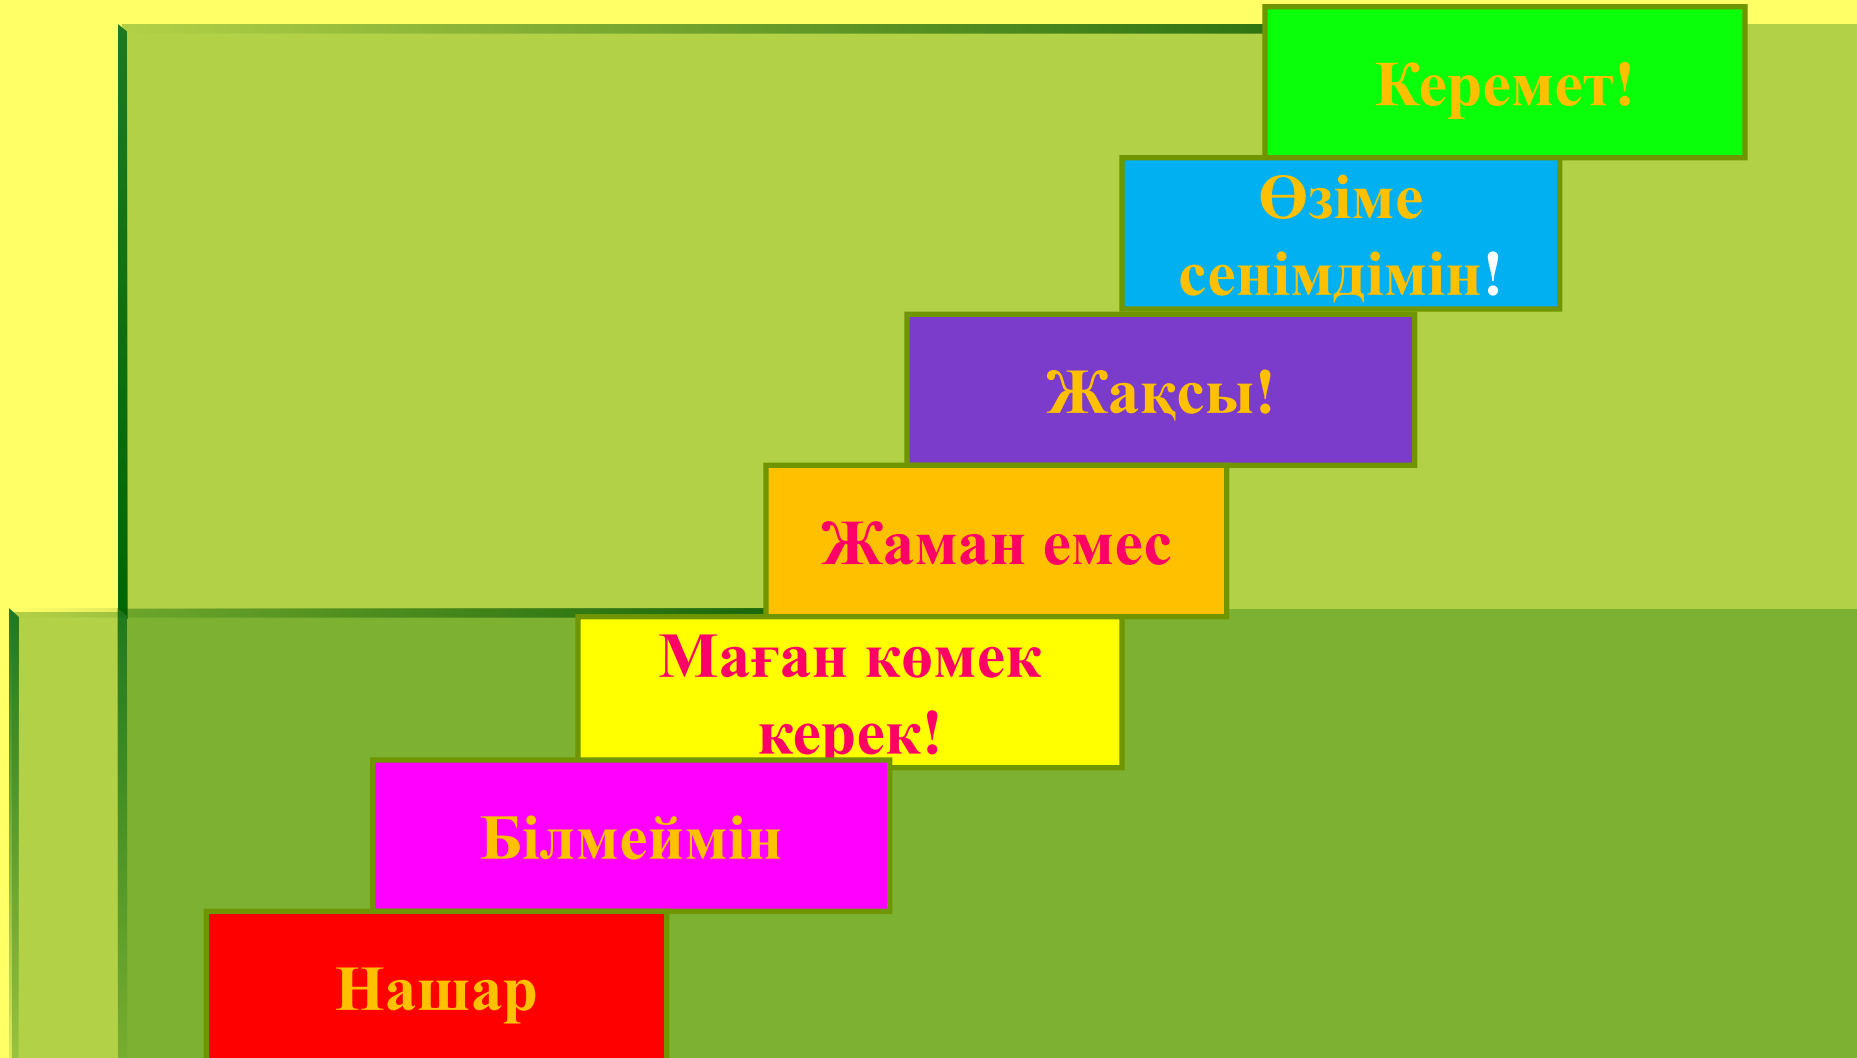 Керемет!
Өзіме
сенімдімін!
Жақсы!
Жаман емес
Маған көмек
керек!
Білмеймін
Нашар